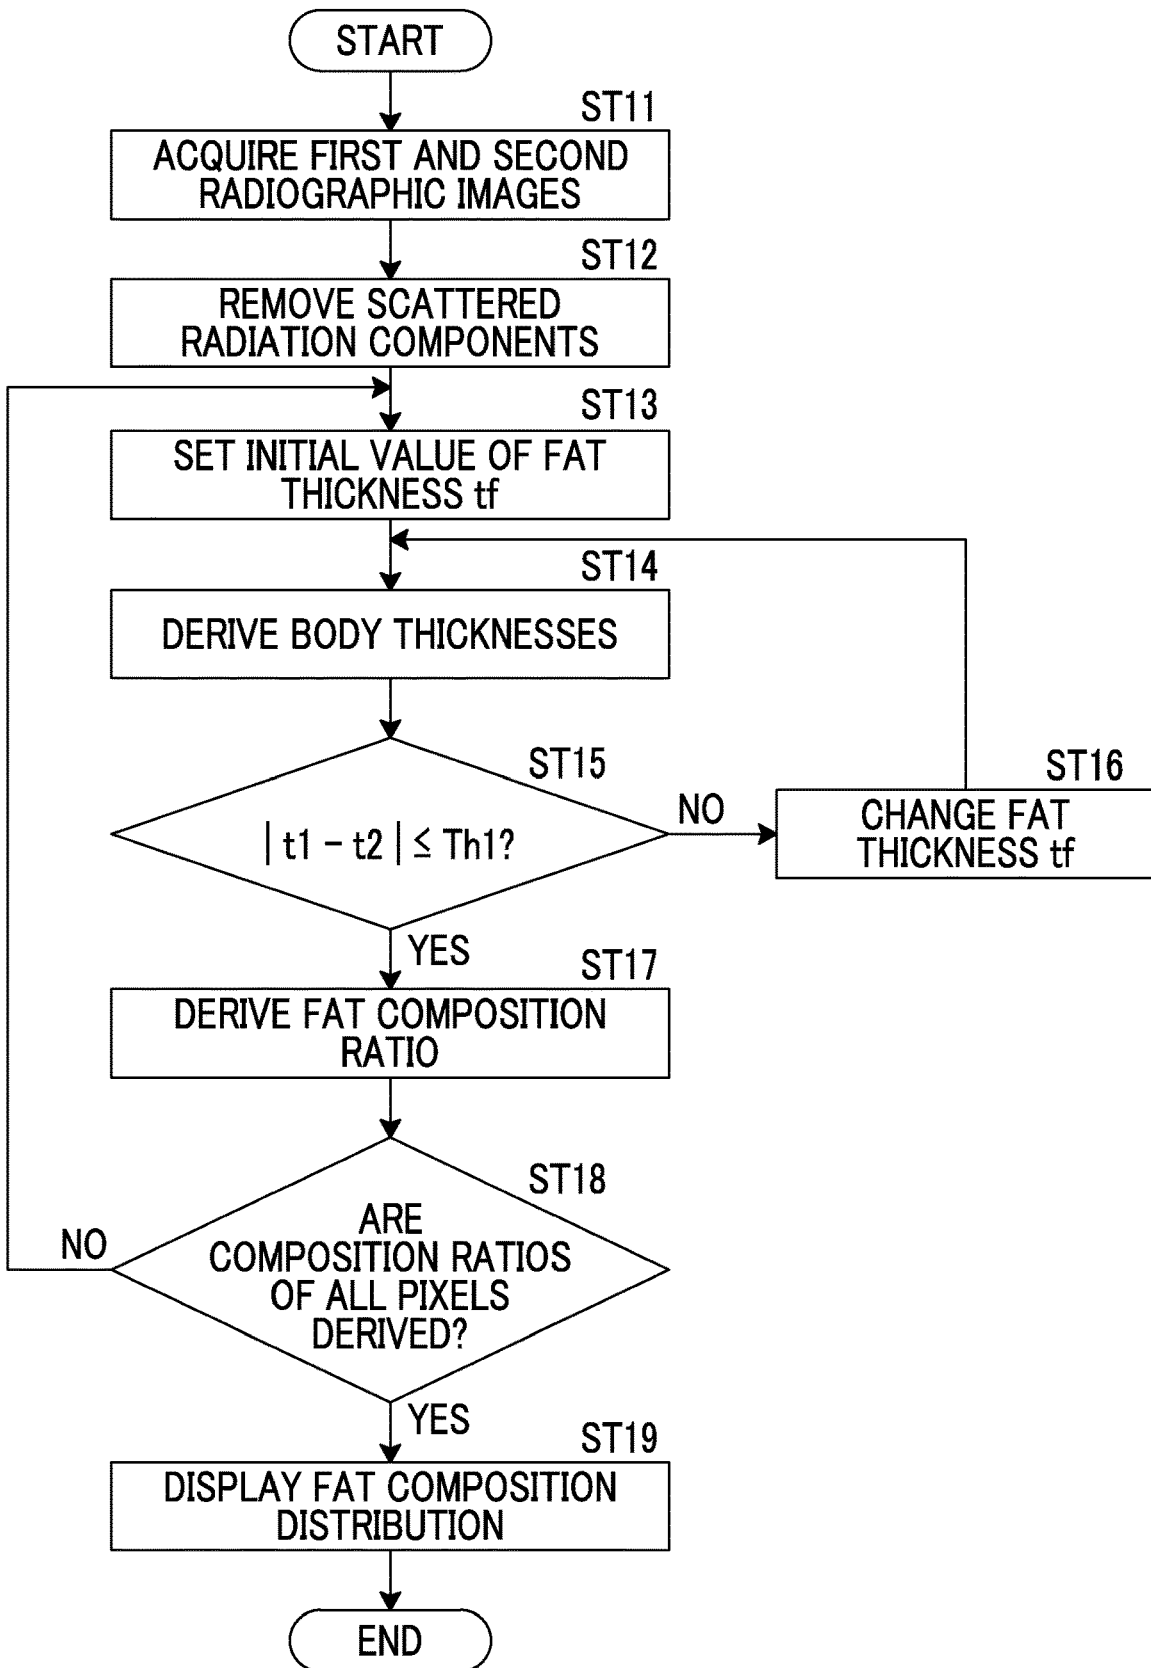 START
ST11
ACQUIRE FIRST AND SECOND
RADIOGRAPHIC IMAGES
ST12
REMOVE SCATTERED
RADIATION COMPONENTS
ST13
SET INITIAL VALUE OF FAT
THICKNESS tf
ST14
DERIVE BODY THICKNESSES
ST15
| t1 − t2 | ≤ Th1?
NO
ST16
CHANGE FAT
THICKNESS tf
YES
ST17
DERIVE FAT COMPOSITION
RATIO
ST18
ARE
COMPOSITION RATIOS
OF ALL PIXELS
DERIVED?
NO
YES
ST19
DISPLAY FAT COMPOSITION
DISTRIBUTION
END